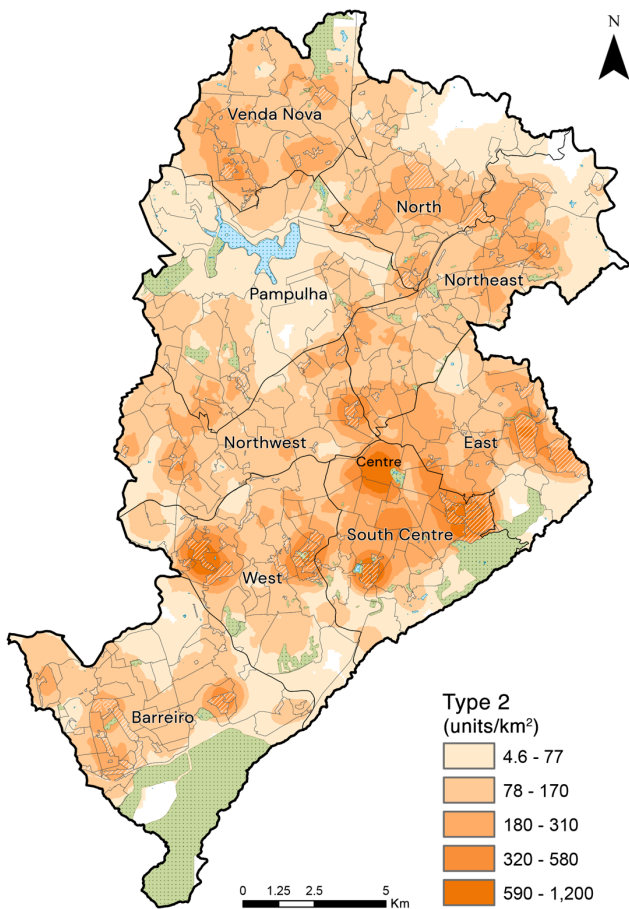 N
Venda Nova
North
Northeast
Pampulha
Northwest
East
Centre
South Centre
West
Barreiro
Type 2
(units/km²)
4.6 - 77
78 - 170
180 - 310
320 - 580
590 - 1,200
0 1.25 2.5 5
Km